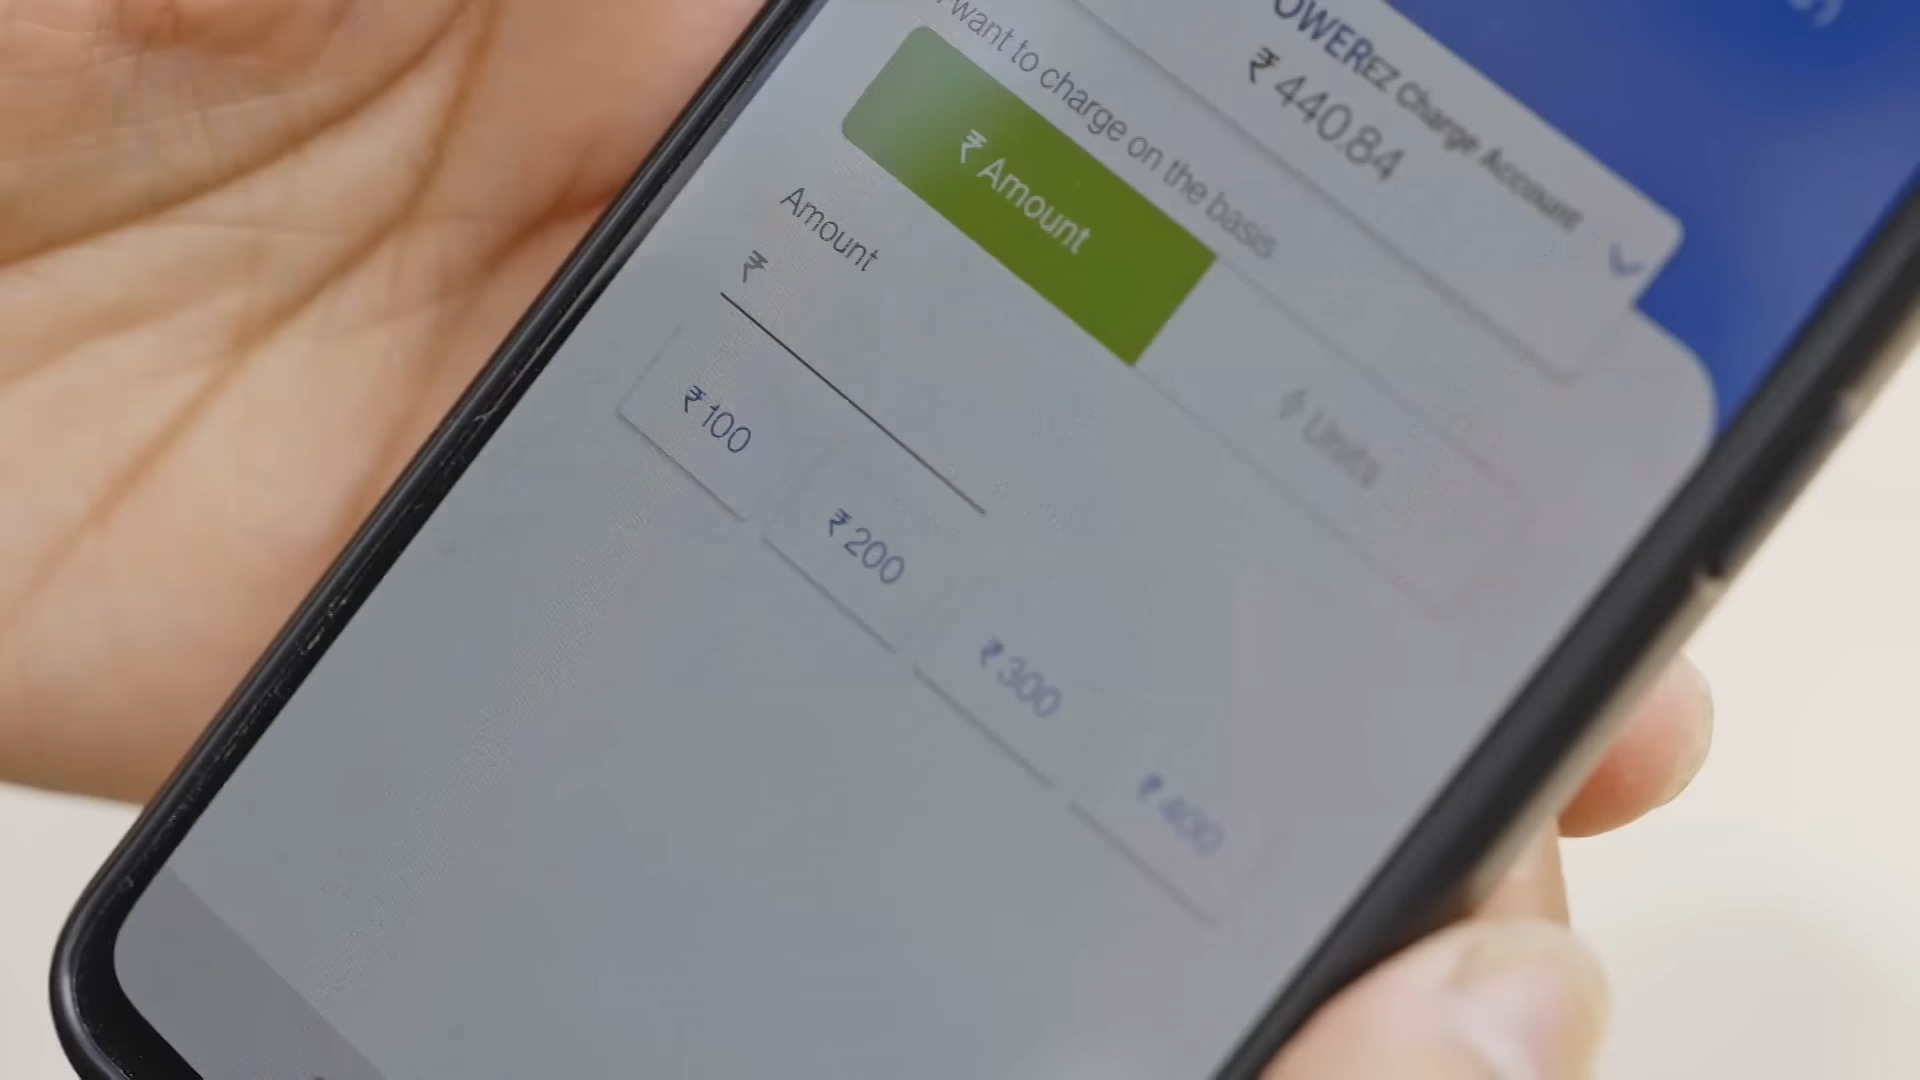 OWEREZ Charge Account
₹ 440.84
want to charge on the basis
₹ Amount
Units
Amount
₹
₹100
₹200
₹300
₹400